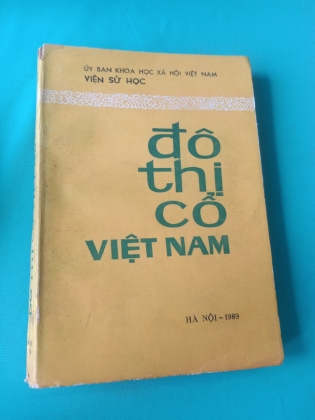 ỦY BAN KHOA HỌC XÃ HỘI VIỆT NAM
VIỆN SỬ HỌC
đô
thị
cổ
VIỆT NAM
HÀ NỘI – 1989